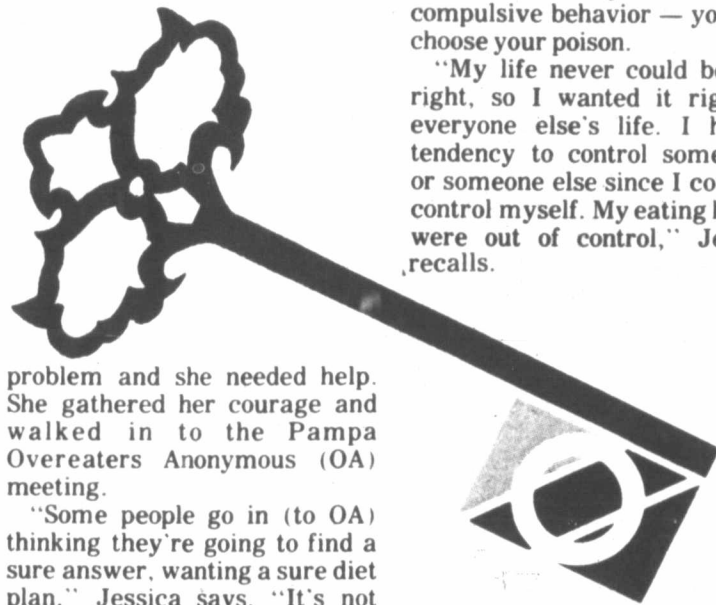 problem and she needed help.
She gathered her courage and
walked in to the Pampa
Overeaters Anonymous (OA)
meeting.
"Some people go in (to OA)
thinking they're going to find a
sure answer, wanting a sure diet
plan," Jessica says. "It's not
compulsive behavior — yo
choose your poison.
"My life never could be
right, so I wanted it rig
everyone else's life. I h
tendency to control some
or someone else since I co
control myself. My eating h
were out of control," Je
recalls.